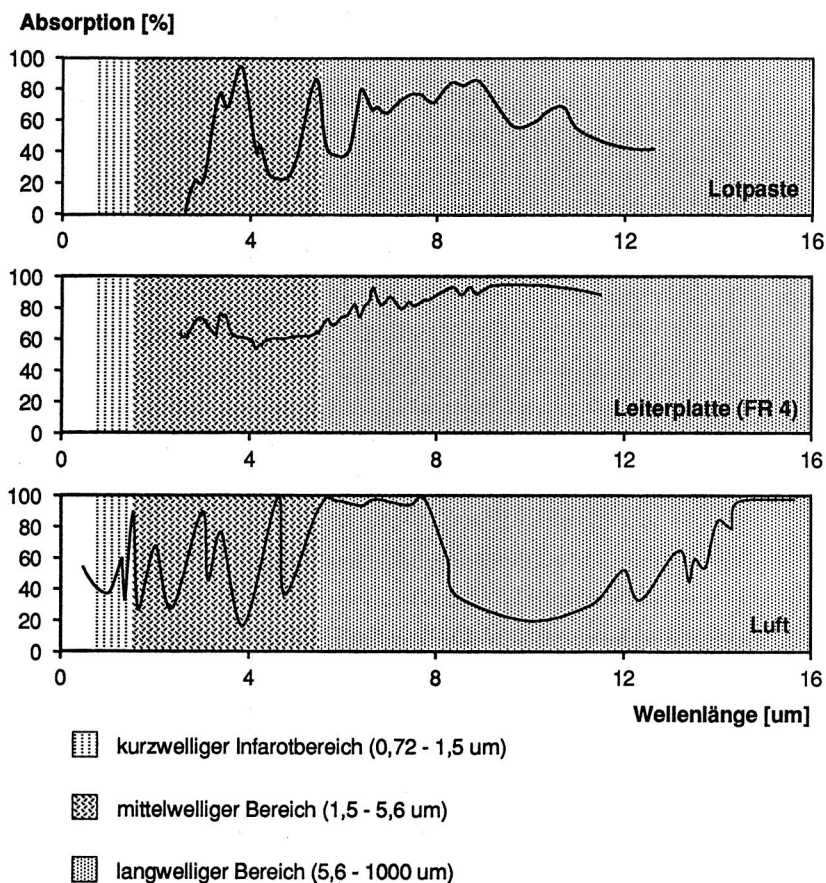 Absorption [%]
100
80
60
40
20
0
0 4 8 12 16
Lotpaste
100
80
60
40
20
0
0 4 8 12 16
Leiterplatte (FR 4)
100
80
60
40
20
0
0 4 8 12 16
Luft
Wellenlänge [um]
kurzwelliger Infarotbereich (0,72 - 1,5 um)
mittelwelliger Bereich (1,5 - 5,6 um)
langwelliger Bereich (5,6 - 1000 um)